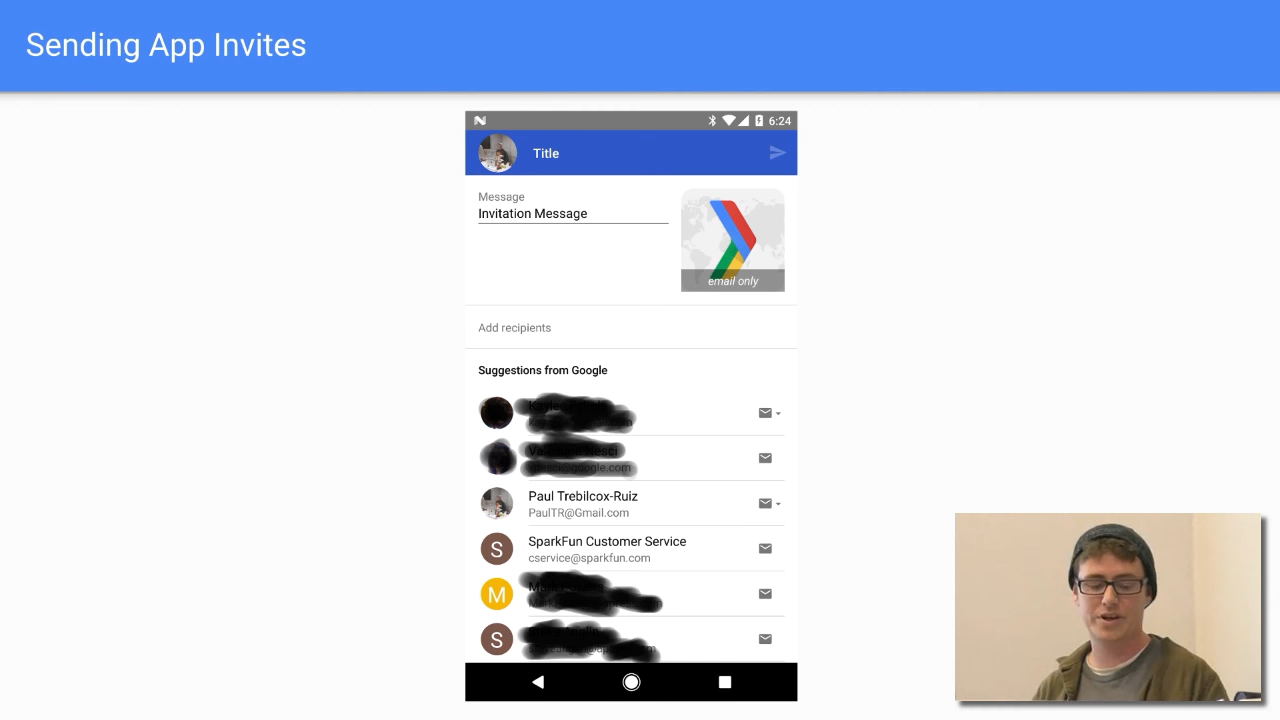 Sending App Invites
6:24
Title
Message
Invitation Message
email only
Add recipients
Suggestions from Google
Paul Trebilcox-Ruiz
PaulTR@Gmail.com
S
SparkFun Customer Service
cservice@sparkfun.com
M
S